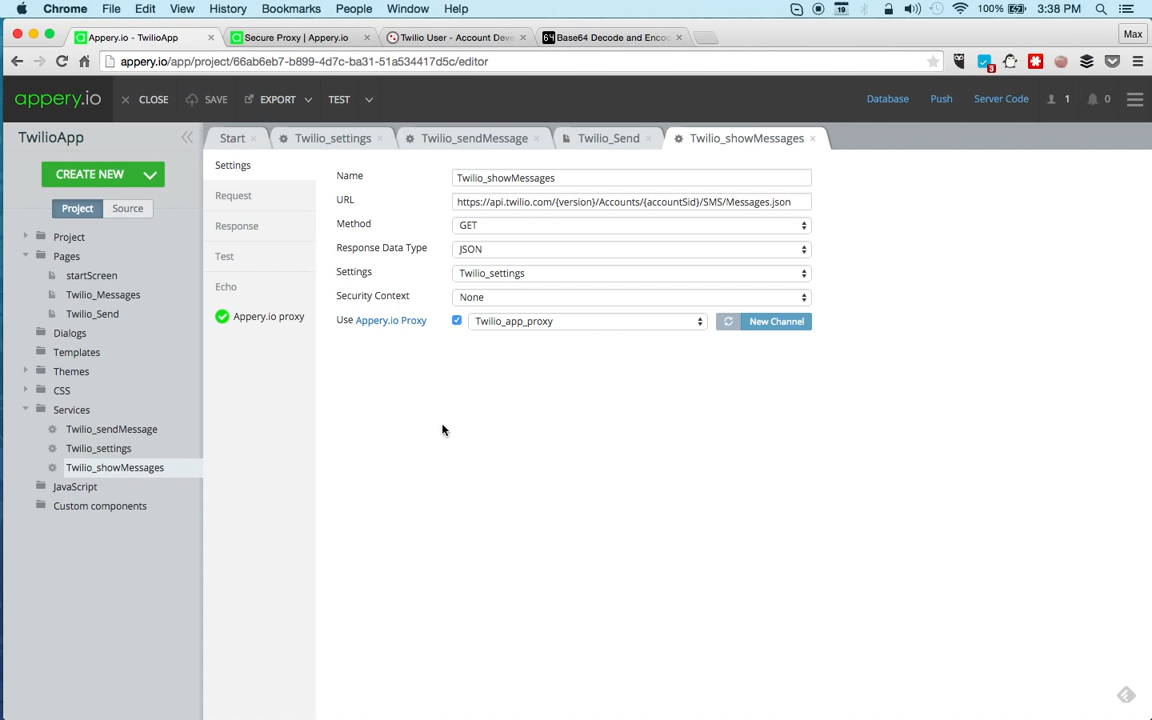 Chrome File Edit View History Bookmarks People Window Help 19 100% 3:38 PM
Appery.io - TwilioApp Secure Proxy | Appery.io Twilio User - Account Deve 64 Base64 Decode and Encod Max
appery.io/app/project/66ab6eb7-b899-4d7c-ba31-51a534417d5c/editor 3
appery.io CLOSE SAVE EXPORT TEST Database Push Server Code 1 0
TwilioApp Start Twilio_settings Twilio_sendMessage Twilio_Send Twilio_showMessages
CREATE NEW
Project Source
Project
Pages
startScreen
Twilio_Messages
Twilio_Send
Dialogs
Templates
Themes
CSS
Services
Twilio_sendMessage
Twilio_settings
Twilio_showMessages
JavaScript
Custom components
Settings
Request
Response
Test
Echo
Appery.io proxy
Name Twilio_showMessages
URL https://api.twilio.com/{version}/Accounts/{accountSid}/SMS/Messages.json
Method GET
Response Data Type JSON
Settings Twilio_settings
Security Context None
Use Appery.io Proxy Twilio_app_proxy New Channel